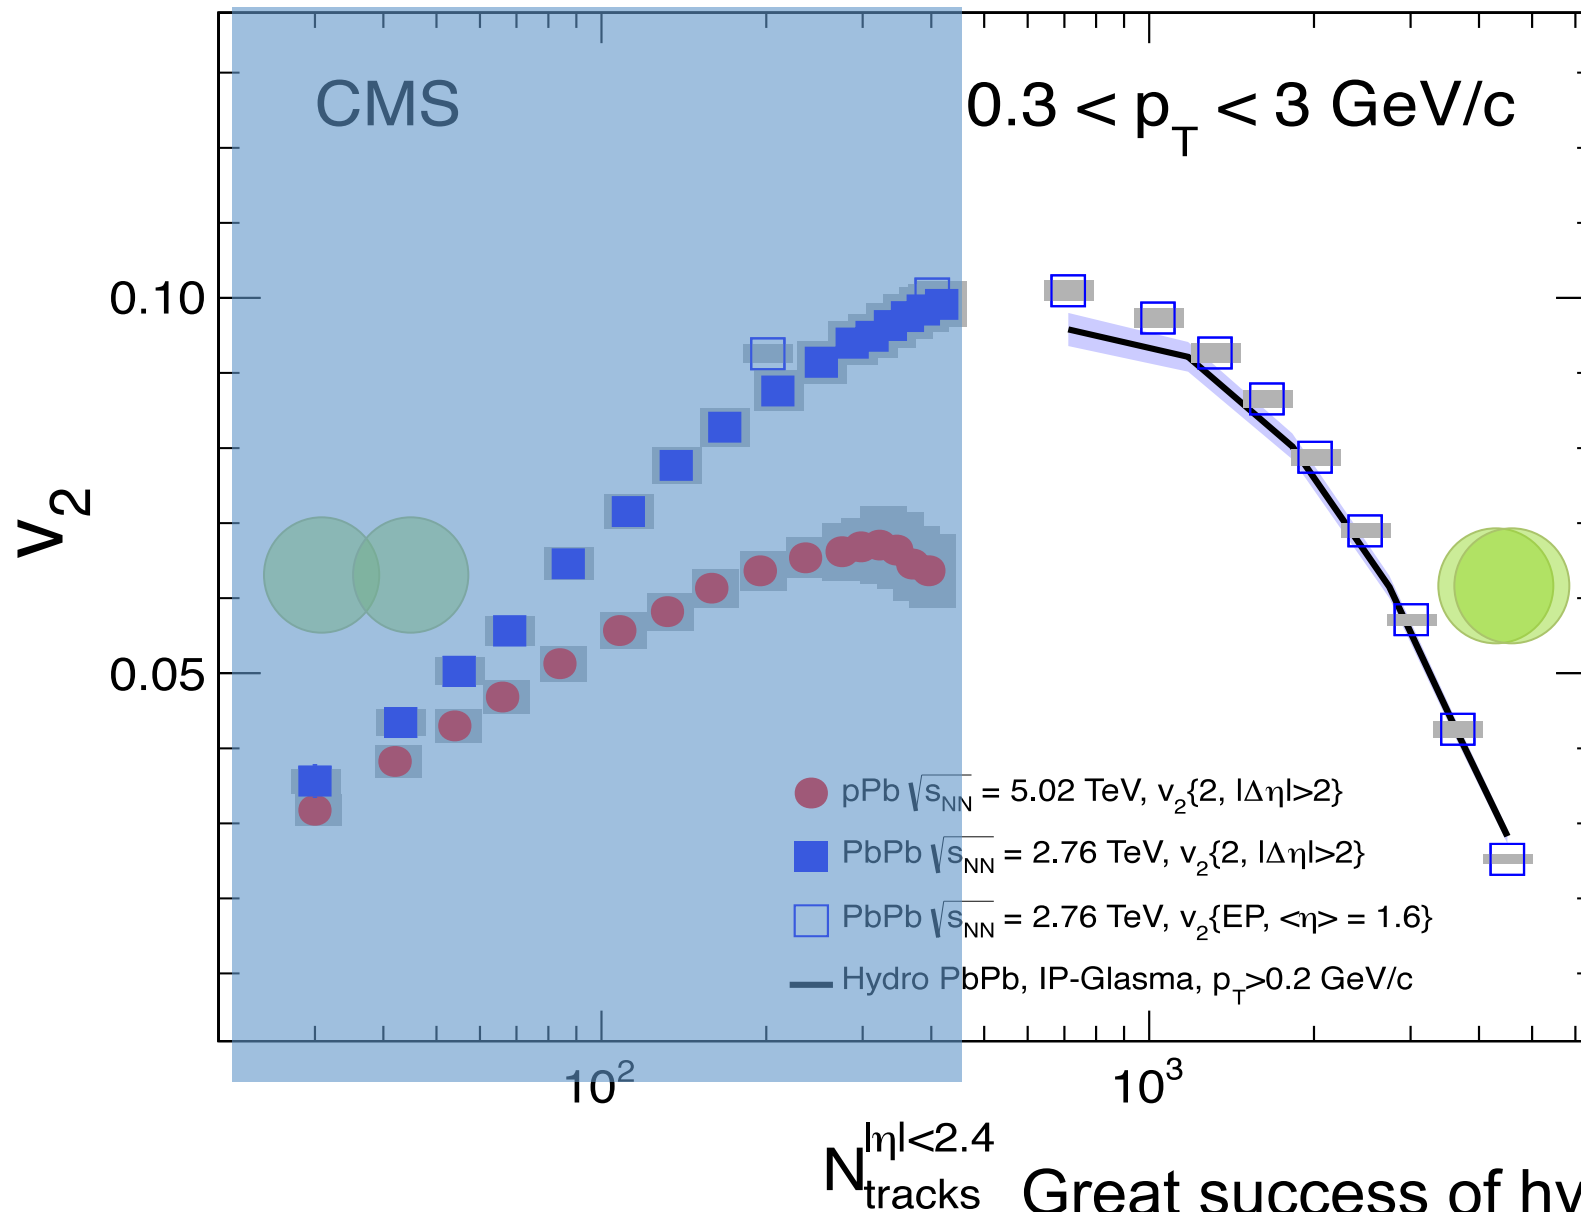 CMS
0.3 < p_T < 3 GeV/c
v_2
0.10
0.05
pPb √s_NN = 5.02 TeV, v_2{2, |Δη|>2}
PbPb √s_NN = 2.76 TeV, v_2{2, |Δη|>2}
PbPb √s_NN = 2.76 TeV, v_2{EP, <η> = 1.6}
Hydro PbPb, IP-Glasma, p_T>0.2 GeV/c
10^2
10^3
N_tracks^|η|<2.4
Great success of hy